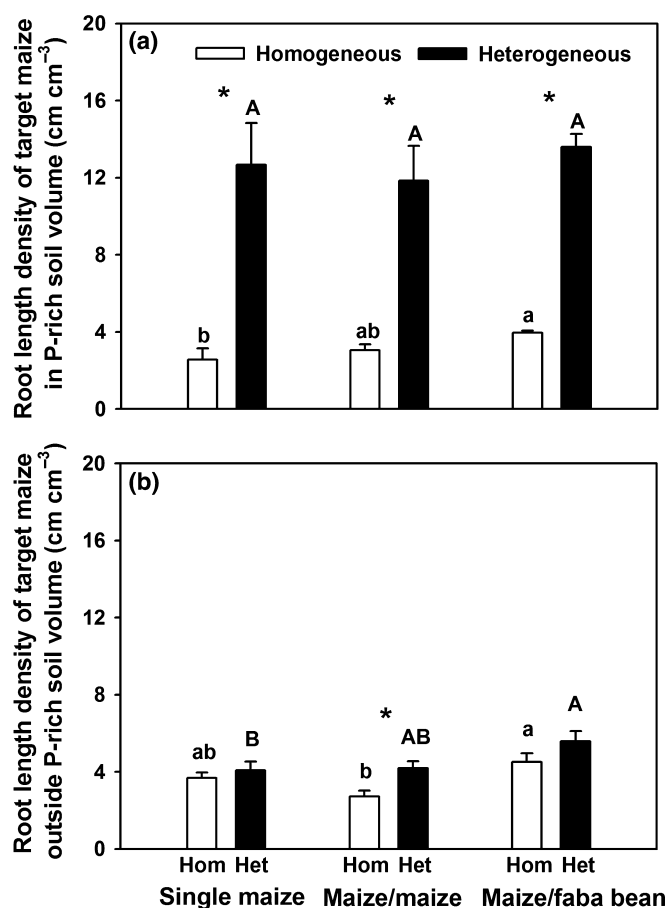 (a)
Homogeneous Heterogeneous
Root length density of target maize
in P-rich soil volume (cm cm⁻³)
20
16
12
8
4
0
* * *
A A A
b ab a
(b)
Root length density of target maize
outside P-rich soil volume (cm cm⁻³)
20
16
12
8
4
0
*
ab B b AB a A
Hom Het Hom Het Hom Het
Single maize Maize/maize Maize/faba bean